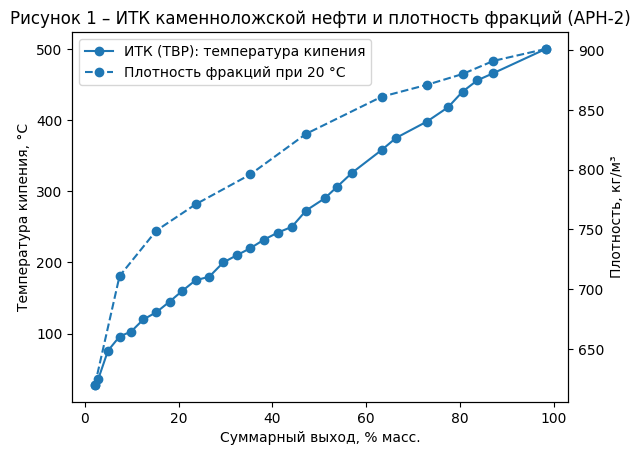 Рисунок 1 – ИТК каменноложской нефти и плотность фракций (АРН-2)
ИТК (TBP): температура кипения
Плотность фракций при 20 °C
Температура кипения, °C
500
400
300
200
100
900
850
800
750
700
650
Плотность, кг/м³
0 20 40 60 80 100
Суммарный выход, % масс.